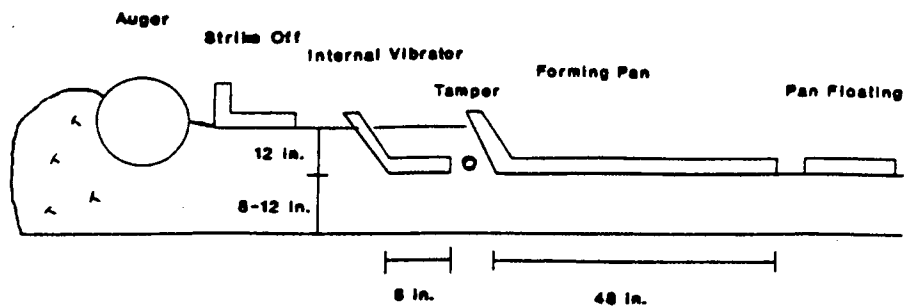 Auger
Strike Off
Internal Vibrator
Tamper
Forming Pan
Pan Floating
12 in.
8-12 in.
8 in.
48 in.